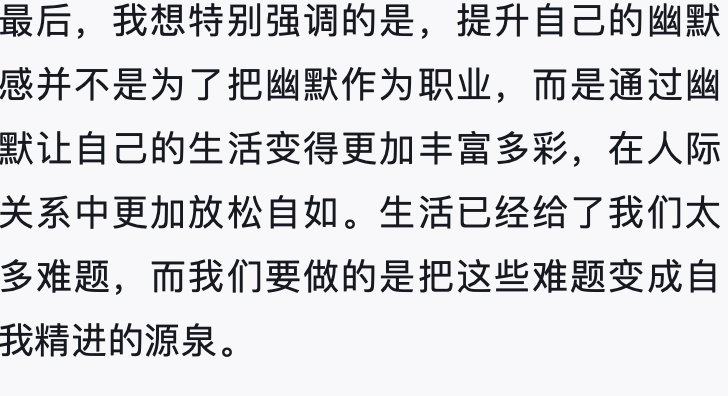 最后，我想特别强调的是，提升自己的幽默
感并不是为了把幽默作为职业，而是通过幽
默让自己的生活变得更加丰富多彩，在人际
关系中更加放松自如。生活已经给了我们太
多难题，而我们要做的是把这些难题变成自
我精进的源泉。